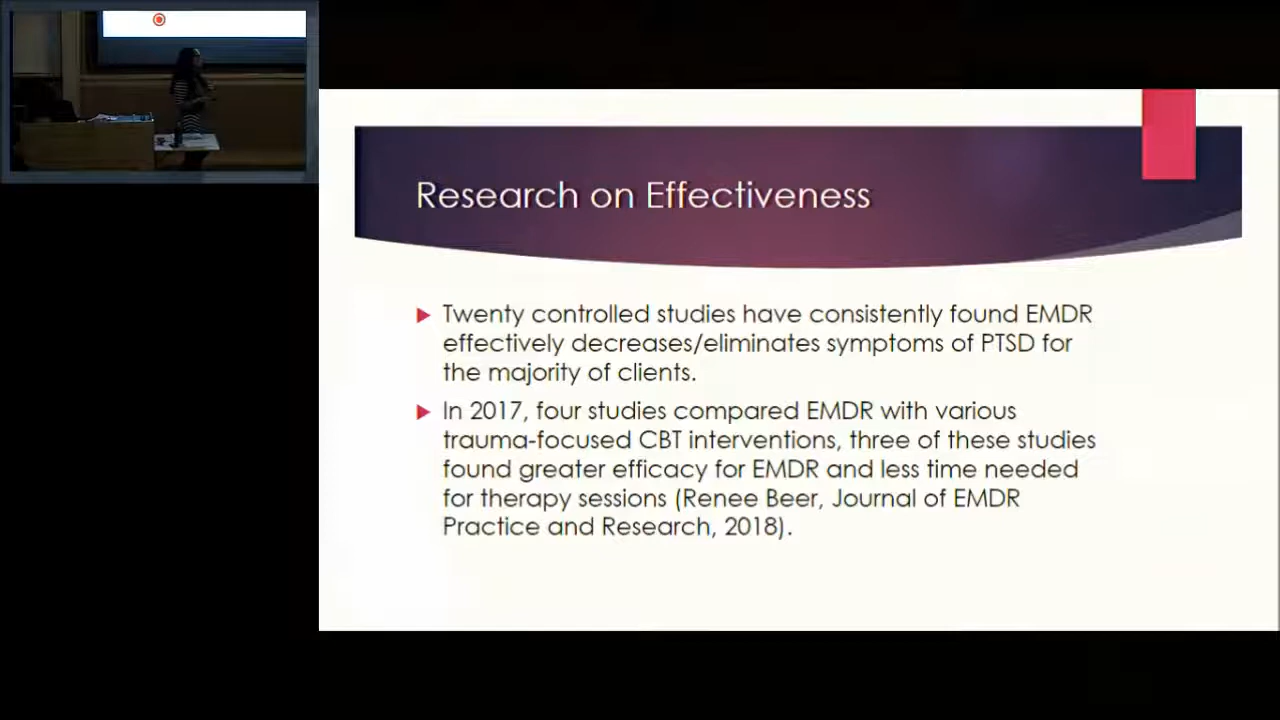 Research on Effectiveness
Twenty controlled studies have consistently found EMDR
effectively decreases/eliminates symptoms of PTSD for
the majority of clients.
In 2017, four studies compared EMDR with various
trauma-focused CBT interventions, three of these studies
found greater efficacy for EMDR and less time needed
for therapy sessions (Renee Beer, Journal of EMDR
Practice and Research, 2018).